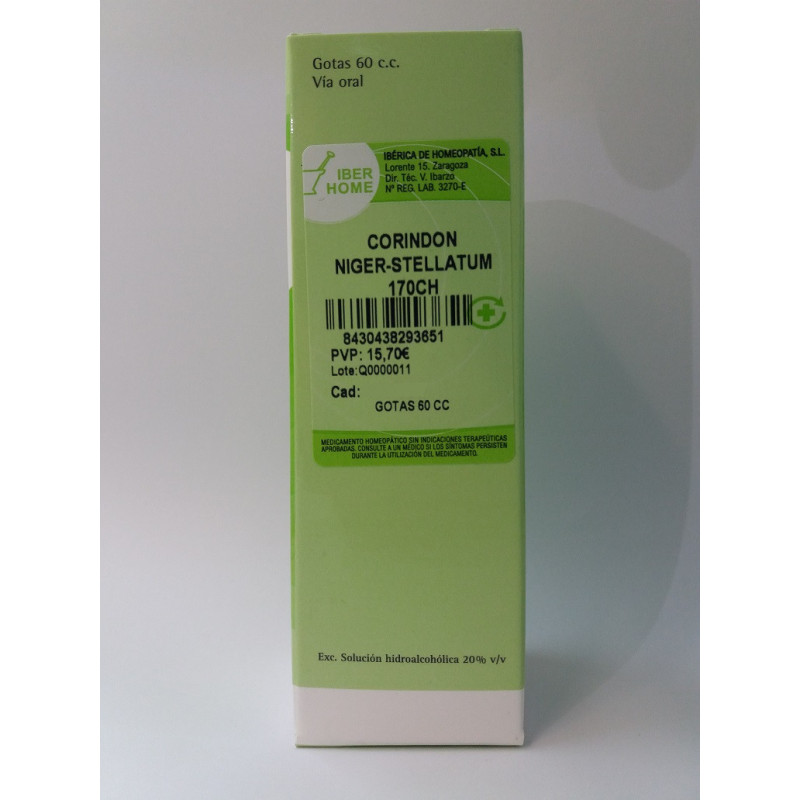 Gotas 60 c.c.
Vía oral
IBER
HOME
IBÉRICA DE HOMEOPATÍA, S.L.
Lorente 15. Zaragoza
Dir. Téc. V. Ibarzo
Nº REG. LAB. 3270-E
CORINDON
NIGER-STELLATUM
170CH
8430438293651
PVP: 15,70€
Lote:Q0000011
Cad:
GOTAS 60 CC
MEDICAMENTO HOMEOPÁTICO SIN INDICACIONES TERAPEÚTICAS
APROBADAS. CONSULTE A UN MÉDICO SI LOS SÍNTOMAS PERSISTEN
DURANTE LA UTILIZACIÓN DEL MEDICAMENTO.
Exc. Solución hidroalcohólica 20% v/v